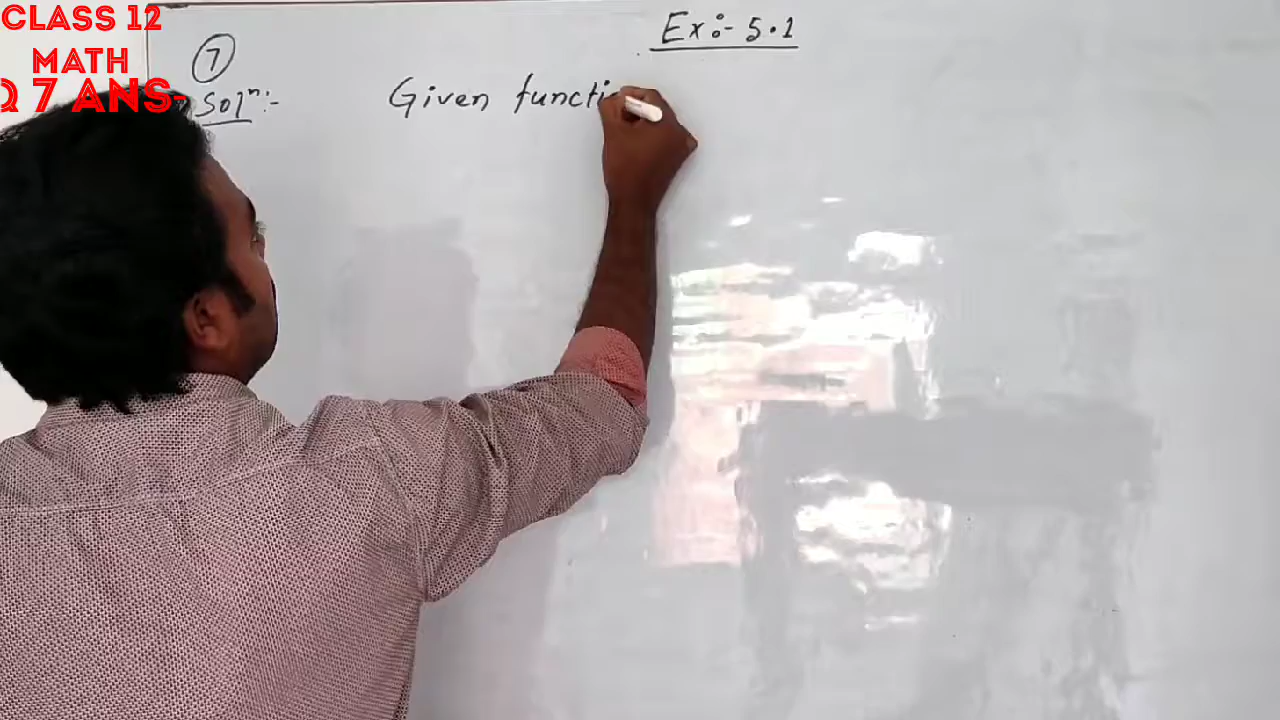 CLASS 12
MATH
Q 7 ANS-
Ex:- 5.1
7
Solⁿ:- Given functi